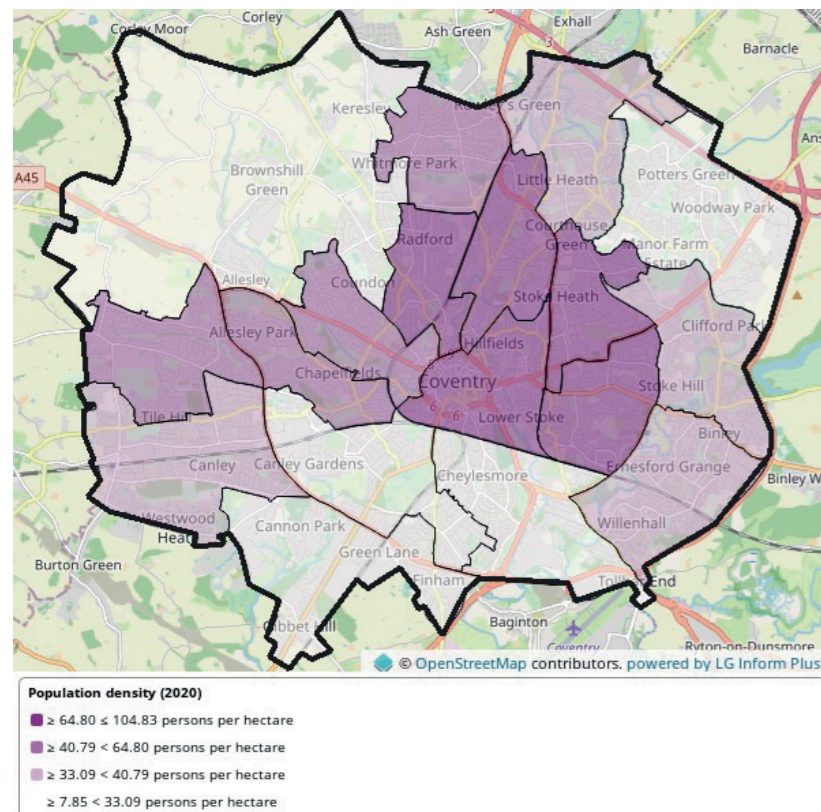 Corley Moor
Corley
Ash Green
Exhall
Barnacle
3
Keresley
Green
Whitmore Park
Little Heath
Potters Green
Woodway Park
A45
Brownshill
Green
Radford
Courthouse
Green
Manor Farm
Estate
Allesley
Coundon
Stoke Heath
Clifford Park
Allesley Park
Hillfields
Chapelfields
Coventry
Stoke Hill
6
6
Lower Stoke
Tile Hill
Binley
Canley
Canley Gardens
Cheylesmore
Ernesford Grange
Binley W
Westwood
Heath
Cannon Park
Willenhall
Green Lane
Burton Green
Finham
Tollbar End
Gibbet Hill
Baginton
Coventry
Ryton-on-Dunsmore
© OpenStreetMap contributors. powered by LG Inform Plus
Population density (2020)
≥ 64.80 ≤ 104.83 persons per hectare
≥ 40.79 < 64.80 persons per hectare
≥ 33.09 < 40.79 persons per hectare
≥ 7.85 < 33.09 persons per hectare